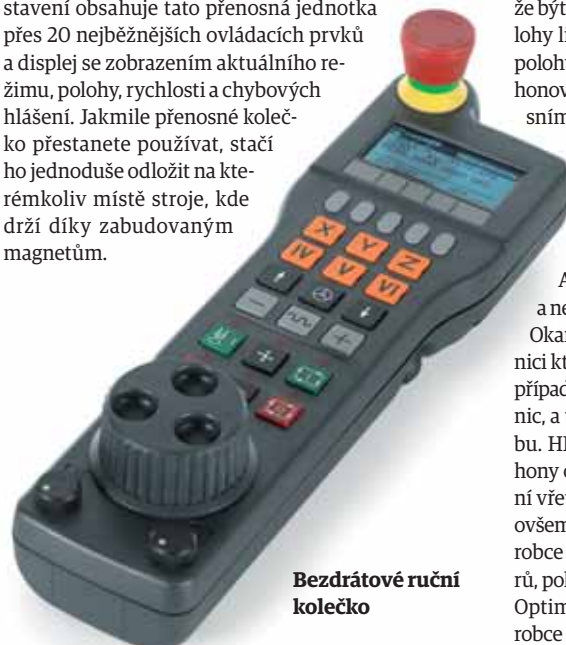 stavení obsahuje tato přenosná jednotka
přes 20 nejběžnějších ovládacích prvků
a displej se zobrazením aktuálního re-
žimu, polohy, rychlosti a chybových
hlášení. Jakmile přenosné koleč-
ko přestanete používat, stačí
ho jednoduše odložit na kte-
rémkoliv místě stroje, kde
drží díky zabudovaným
magnetům.
X Y Z
IV V VI
Bezdrátové ruční
kolečko
že být
lohy li
honov
sním
A
a ne
nici kt
případ
nic, a
bu.
hony
ní vře
ovšem
robce
rů, pol
Optim
robce